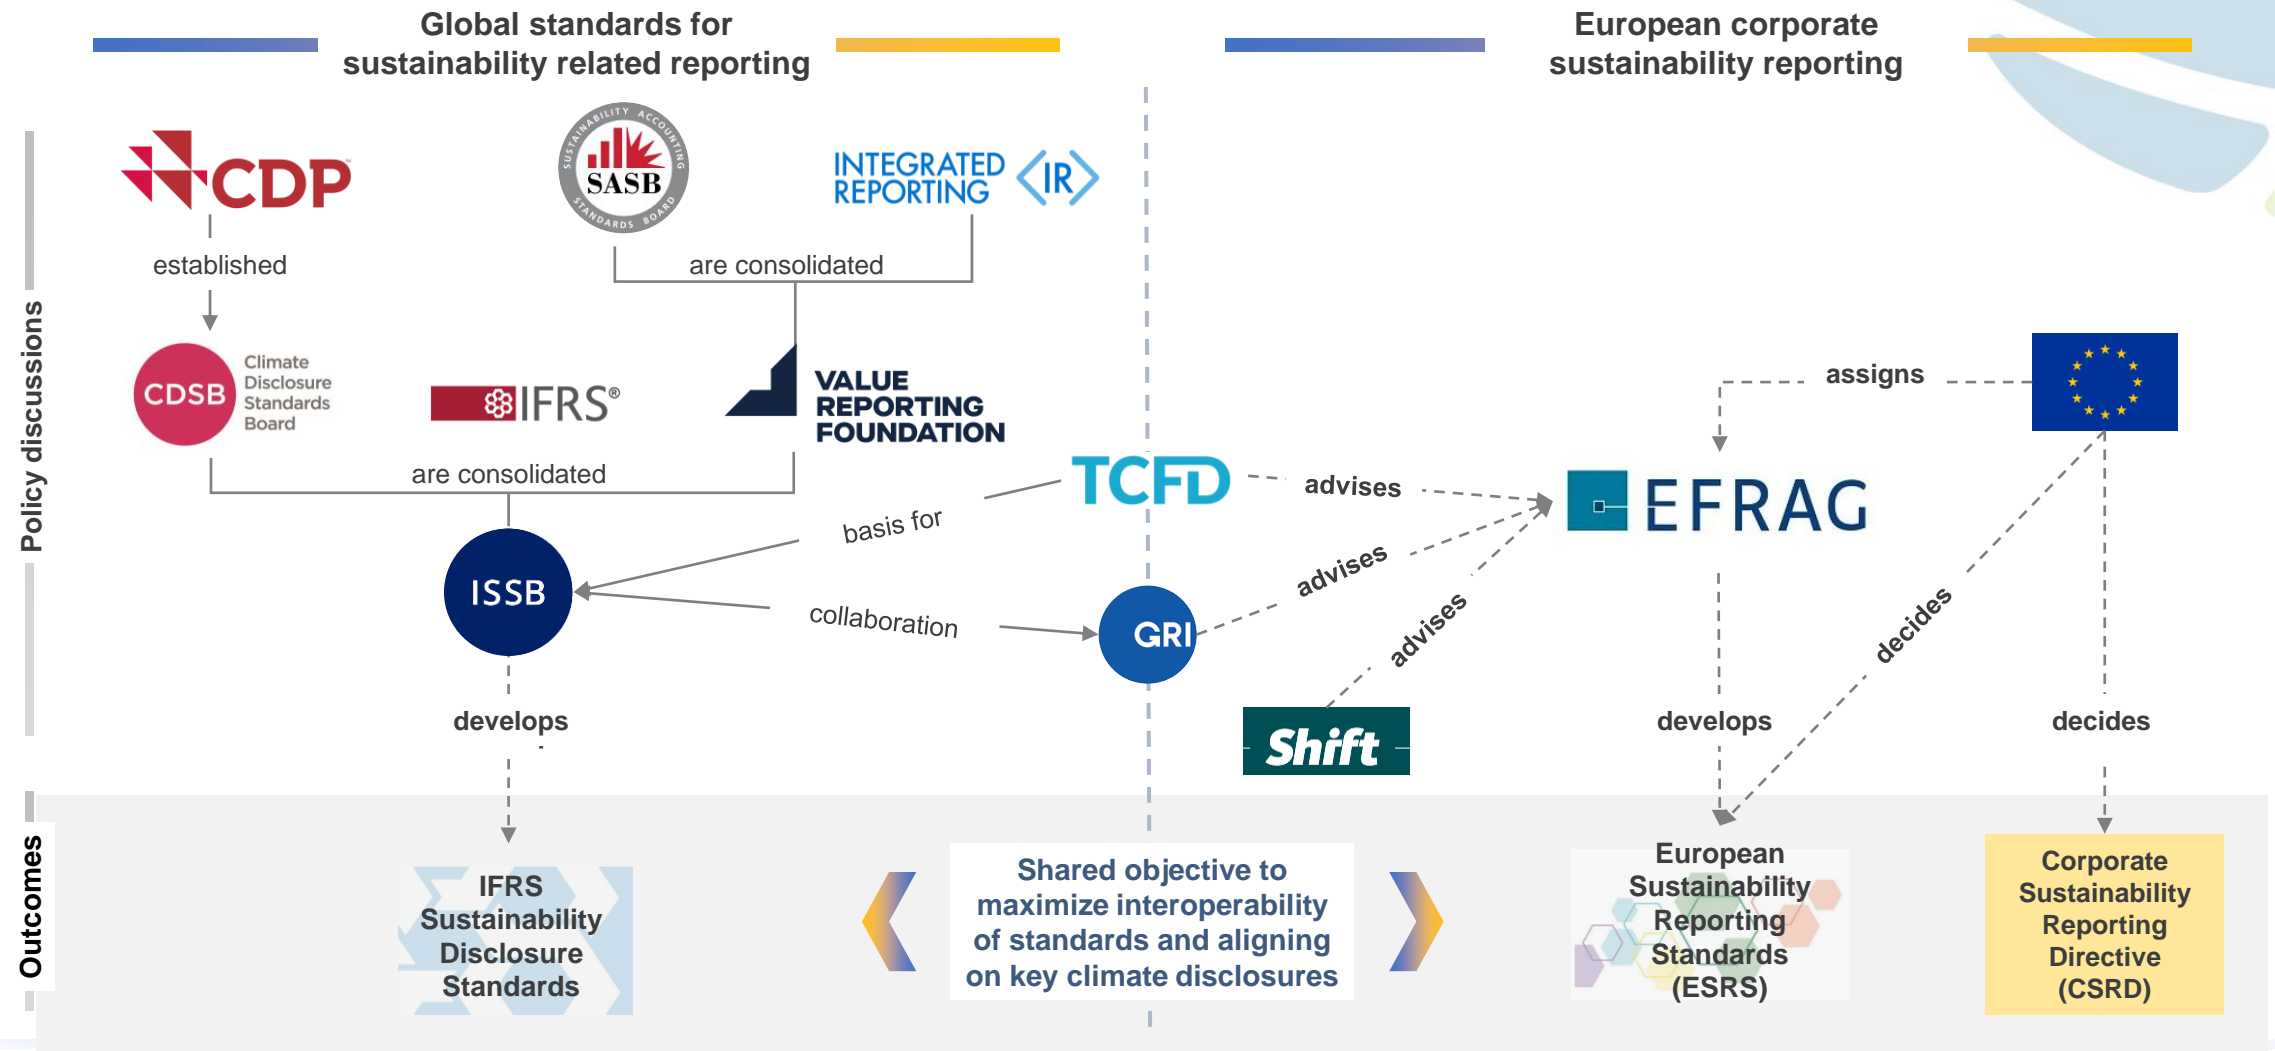 Global standards for
sustainability related reporting
European corporate
sustainability reporting
Policy discussions
CDP
SUSTAINABILITY ACCOUNTING
SASB
STANDARDS BOARD
INTEGRATED
REPORTING
<IR>
established
are consolidated
CDSB
Climate
Disclosure
Standards
Board
IFRS®
VALUE
REPORTING
FOUNDATION
assigns
are consolidated
TCFD
advises
EFRAG
basis for
ISSB
collaboration
GRI
advises
advises
decides
Shift
develops
develops
decides
Outcomes
IFRS
Sustainability
Disclosure
Standards
Shared objective to
maximize interoperability
of standards and aligning
on key climate disclosures
European
Sustainability
Reporting
Standards
(ESRS)
Corporate
Sustainability
Reporting
Directive
(CSRD)